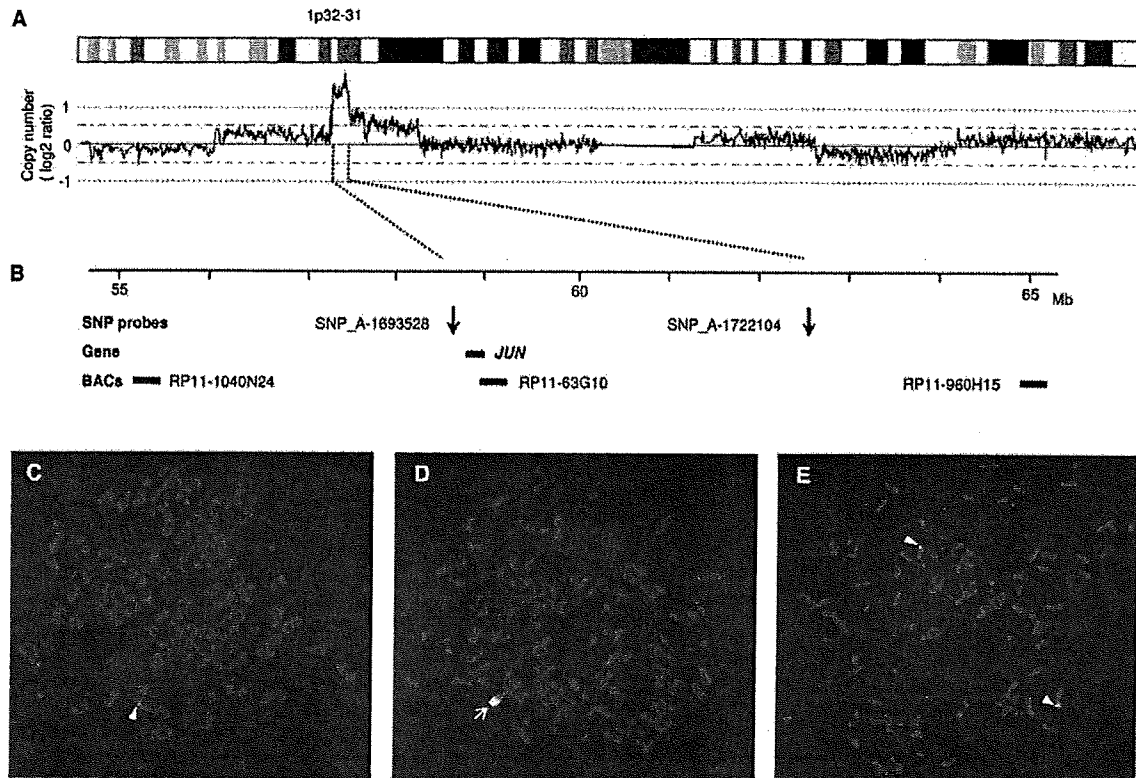 A
1p32-31
Copy number
(log2 ratio)
1
0
-1
B
55
60
65
Mb
SNP probes
SNP_A-1693528
SNP_A-1722104
Gene
JUN
BACs
RP11-1040N24
RP11-63G10
RP11-960H15
C
D
E